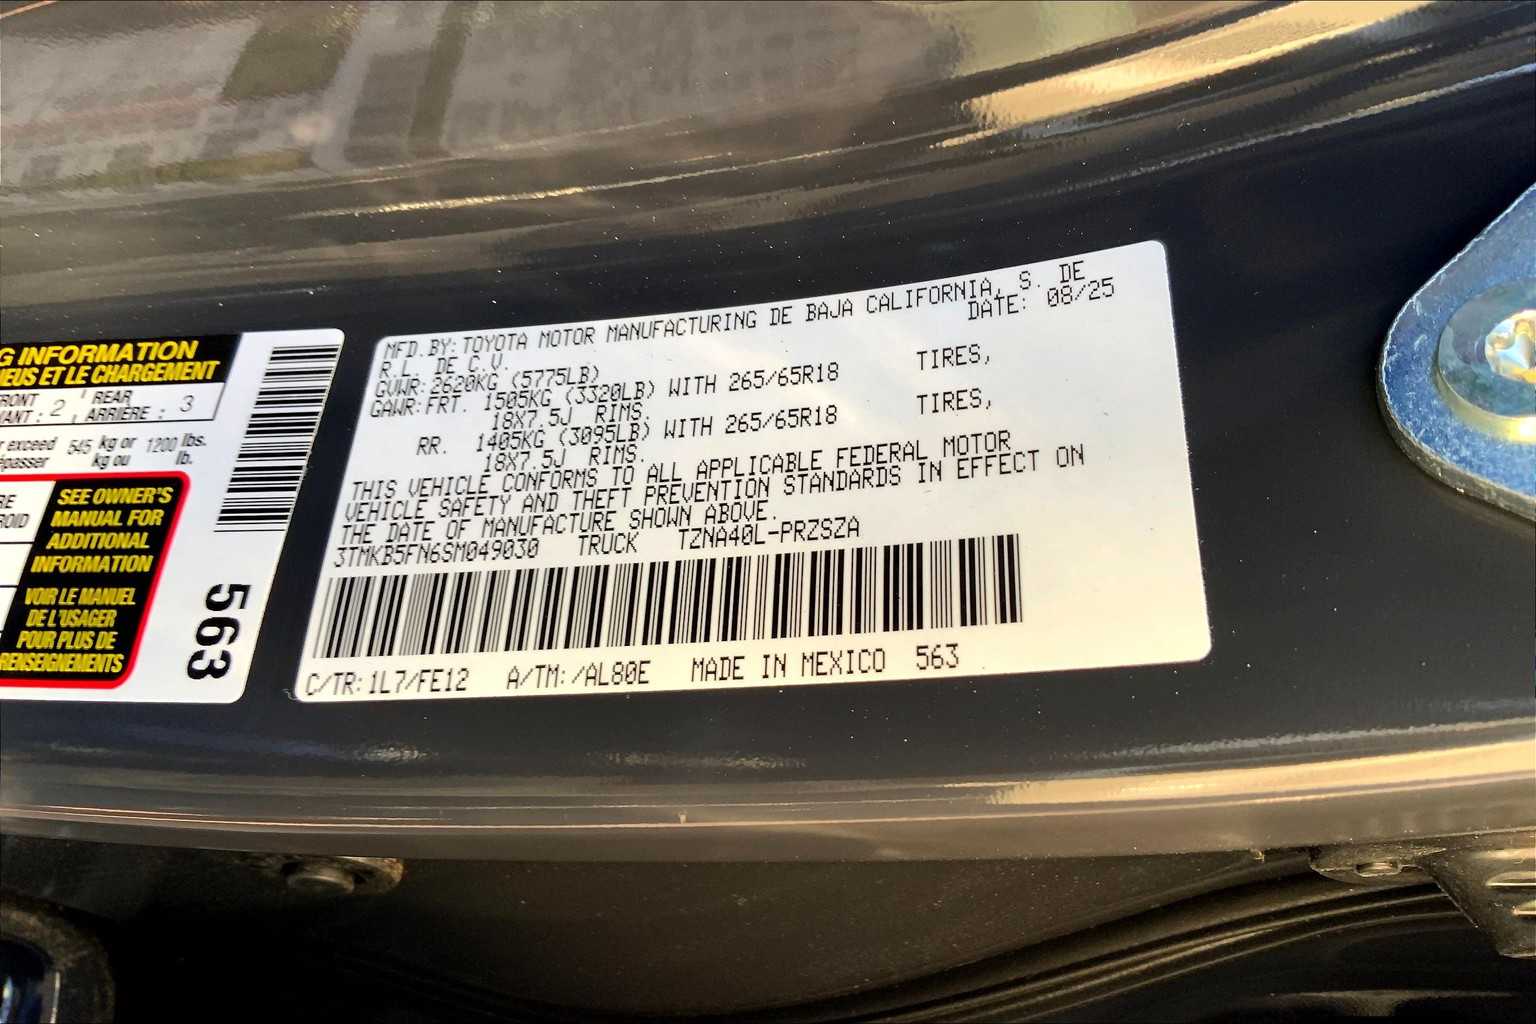 G INFORMATION
NEUS ET LE CHARGEMENT
FRONT 2 REAR 3
VANT : ARRIÈRE :
r exceed 545 kg or 1200 lbs.
passer kg ou lb.
SEE OWNER'S
MANUAL FOR
ADDITIONAL
INFORMATION
VOIR LE MANUEL
DE L'USAGER
POUR PLUS DE
RENSEIGNEMENTS
563
MFD. BY: TOYOTA MOTOR MANUFACTURING DE BAJA CALIFORNIA, S. DE
R.L. DE C.V. DATE: 08/25
GVWR: 2620KG (5775LB)
GAWR: FRT. 1505KG (3320LB) WITH 265/65R18 TIRES,
18X7.5J RIMS.
RR. 1405KG (3095LB) WITH 265/65R18 TIRES,
18X7.5J RIMS.
THIS VEHICLE CONFORMS TO ALL APPLICABLE FEDERAL MOTOR
VEHICLE SAFETY AND THEFT PREVENTION STANDARDS IN EFFECT ON
THE DATE OF MANUFACTURE SHOWN ABOVE.
3TMKB5FN6SM049030 TRUCK TZNA40L-PRZSZA
C/TR: 1L7/FE12 A/TM: /AL80E MADE IN MEXICO 563